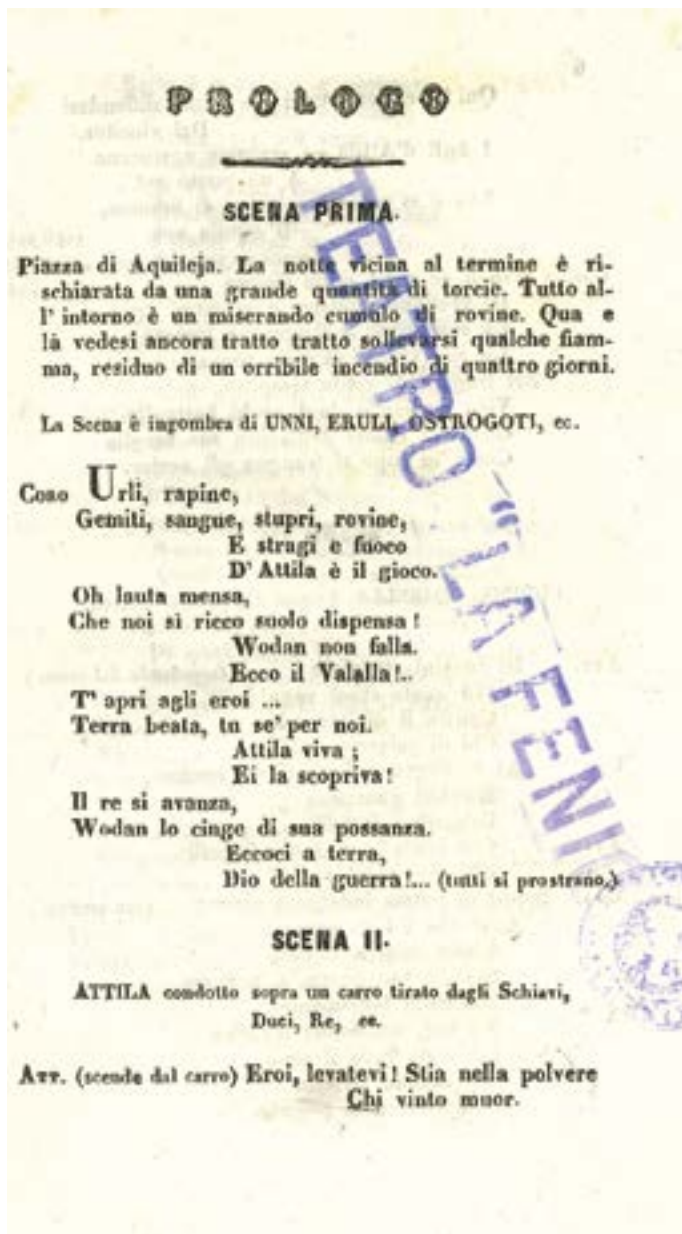 PROLOGO
SCENA PRIMA.
Piazza di Aquileja. La notte vicina al termine è ri-
schiarata da una grande quantità di torcie. Tutto al-
l' intorno è un miserando cumulo di rovine. Qua e
là vedesi ancora tratto tratto sollevarsi qualche fiam-
ma, residuo di un orribile incendio di quattro giorni.
La Scena è ingombra di UNNI, ERULI, OSTROGOTI, ec.
Coro Urli, rapine,
Gemiti, sangue, stupri, rovine,
E stragi e fuoco
D' Attila è il gioco.
Oh lauta mensa,
Che noi sì ricco suolo dispensa!
Wodan non falla.
Ecco il Valalla!..
T' apri agli eroi ...
Terra beata, tu se' per noi.
Attila viva ;
Ei la scopriva!
Il re si avanza,
Wodan lo cinge di sua possanza.
Eccoci a terra,
Dio della guerra!... (tutti si prostrano.)
SCENA II.
ATTILA condotto sopra un carro tirato dagli Schiavi,
Duci, Re, ec.
Att. (scende dal carro) Eroi, levatevi! Stia nella polvere
Chi vinto muor.
TEATRO "LA FENI